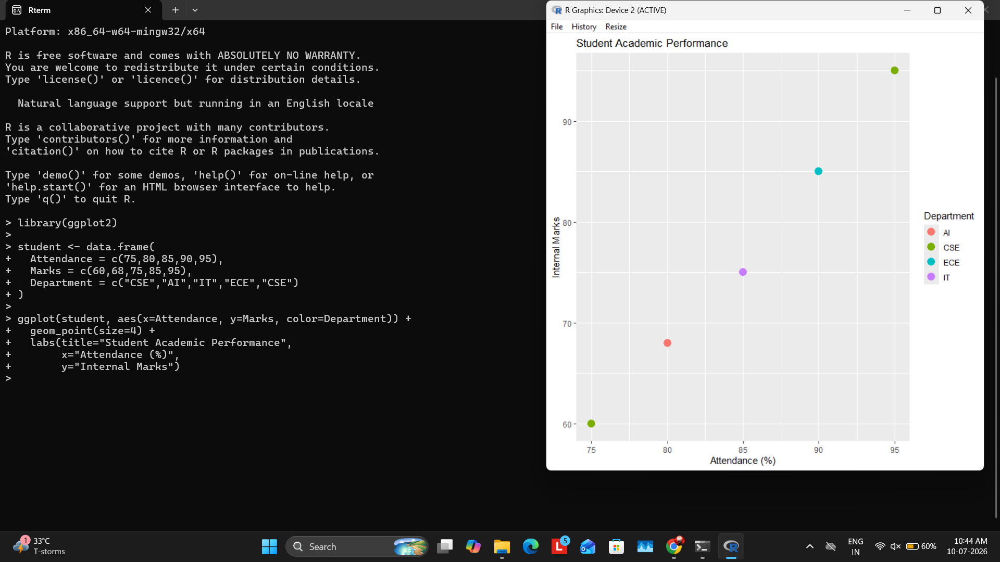 Rterm
Platform: x86_64-w64-mingw32/x64
R is free software and comes with ABSOLUTELY NO WARRANTY.
You are welcome to redistribute it under certain conditions.
Type 'license()' or 'licence()' for distribution details.
Natural language support but running in an English locale
R is a collaborative project with many contributors.
Type 'contributors()' for more information and
'citation()' on how to cite R or R packages in publications.
Type 'demo()' for some demos, 'help()' for on-line help, or
'help.start()' for an HTML browser interface to help.
Type 'q()' to quit R.
> library(ggplot2)
>
> student <- data.frame(
+   Attendance = c(75,80,85,90,95),
+   Marks = c(60,68,75,85,95),
+   Department = c("CSE","AI","IT","ECE","CSE")
+ )
>
> ggplot(student, aes(x=Attendance, y=Marks, color=Department)) +
+   geom_point(size=4) +
+   labs(title="Student Academic Performance",
+        x="Attendance (%)",
+        y="Internal Marks")
>
R Graphics: Device 2 (ACTIVE)
File History Resize
Student Academic Performance
90
80
70
60
Internal Marks
75 80 85 90 95
Attendance (%)
Department
AI
CSE
ECE
IT
1
33°C
T-storms
Search
L
5
ENG
IN
60%
10:44 AM
10-07-2026